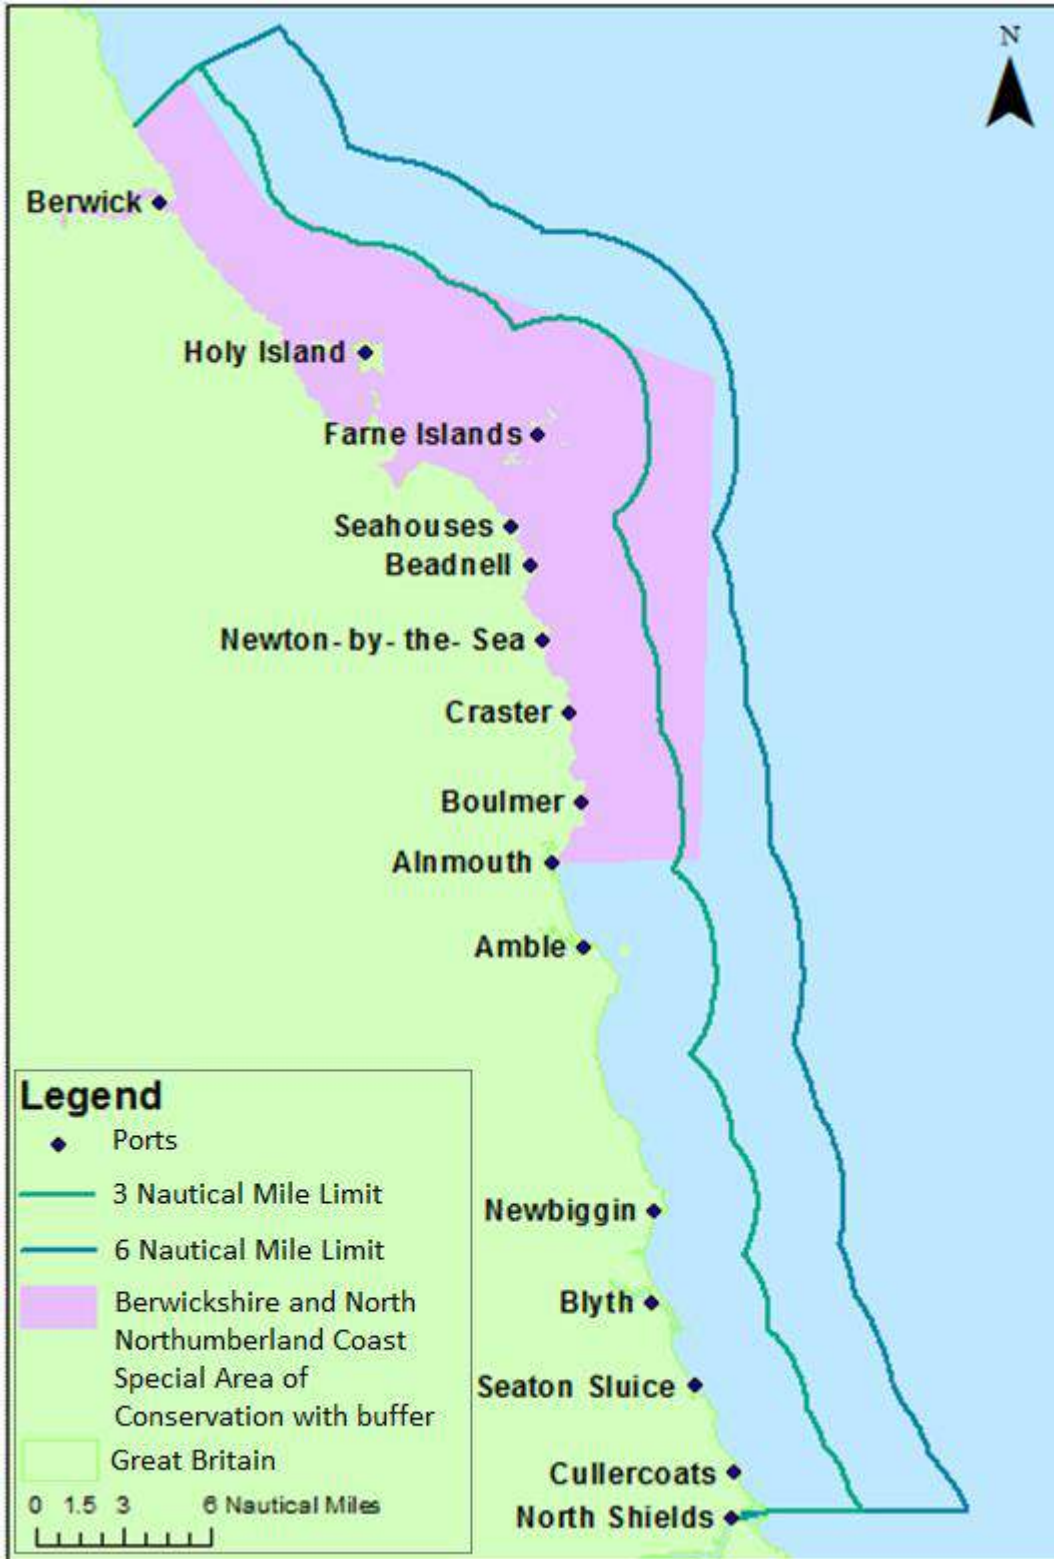 N
Berwick
Holy Island
Farne Islands
Seahouses
Beadnell
Newton-by-the-Sea
Craster
Boulmer
Alnmouth
Amble
Newbiggin
Blyth
Seaton Sluice
Cullercoats
North Shields
Legend
Ports
3 Nautical Mile Limit
6 Nautical Mile Limit
Berwickshire and North
Northumberland Coast
Special Area of
Conservation with buffer
Great Britain
0 1.5 3 6 Nautical Miles